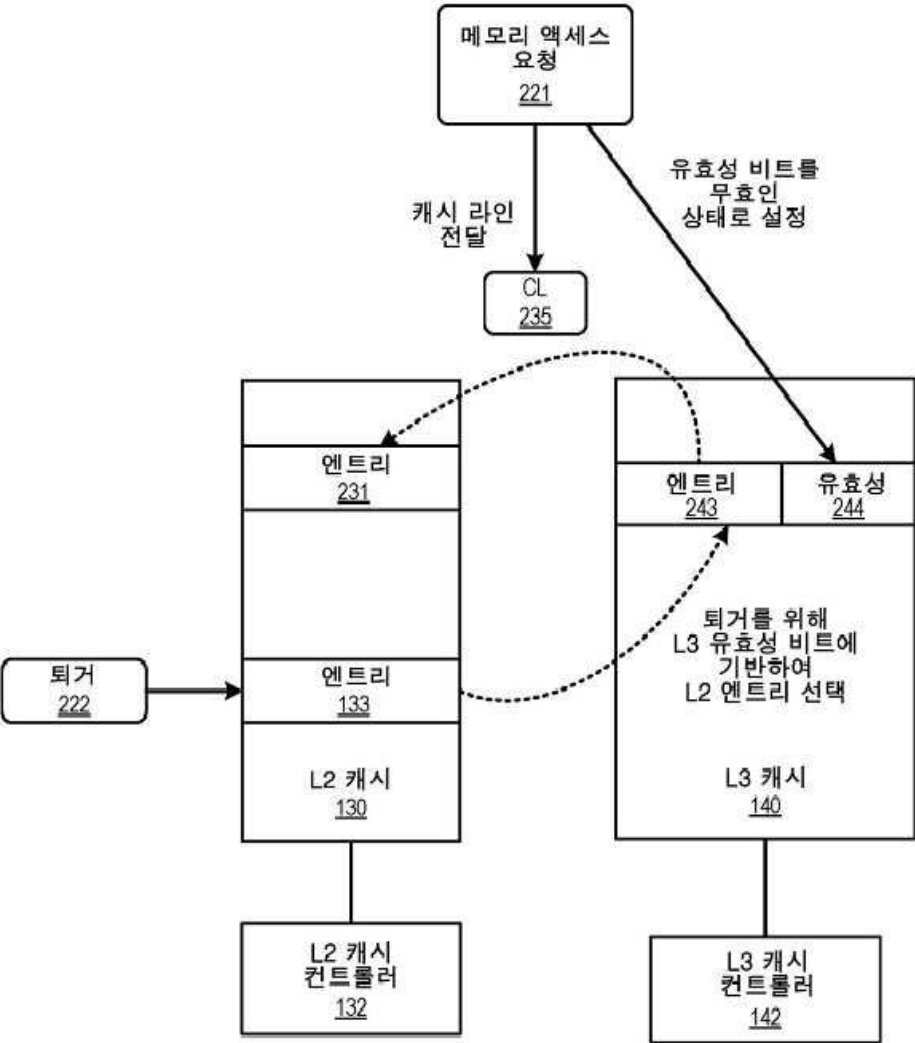 메모리 액세스
요청
221
유효성 비트를
무효인
상태로 설정
캐시 라인
전달
CL
235
엔트리
231
엔트리
243
유효성
244
퇴거를 위해
L3 유효성 비트에
기반하여
L2 엔트리 선택
퇴거
222
엔트리
133
L2 캐시
130
L3 캐시
140
L2 캐시
컨트롤러
132
L3 캐시
컨트롤러
142